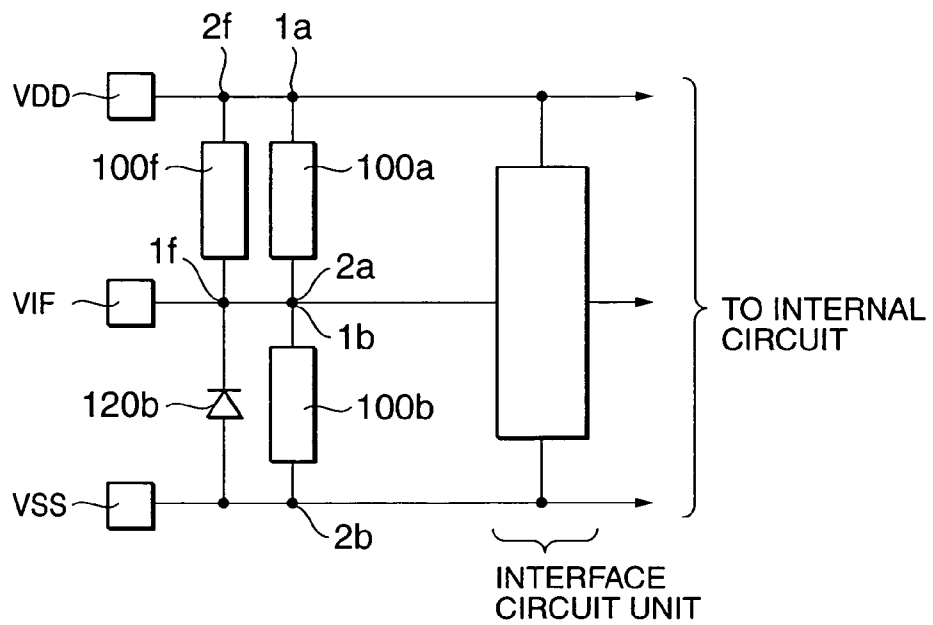 2f 1a
VDD
100f 100a
1f 2a
VIF
1b
TO INTERNAL
CIRCUIT
120b 100b
VSS
2b
INTERFACE
CIRCUIT UNIT